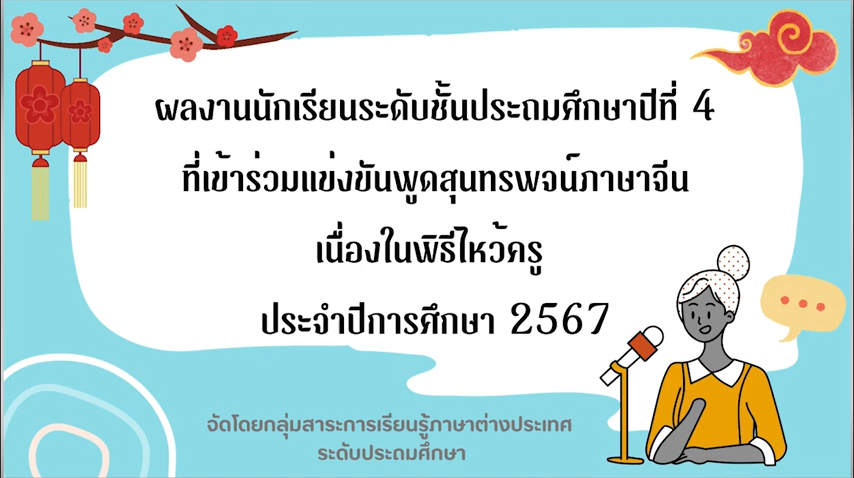 ผลงานนักเรียนระดับชั้นประถมศึกษาปีที่ 4
ที่เข้าร่วมแข่งขันพูดสุนทรพจน์ภาษาจีน
เนื่องในพิธีไหว้ครู
ประจำปีการศึกษา 2567
จัดโดยกลุ่มสาระการเรียนรู้ภาษาต่างประเทศ
ระดับประถมศึกษา